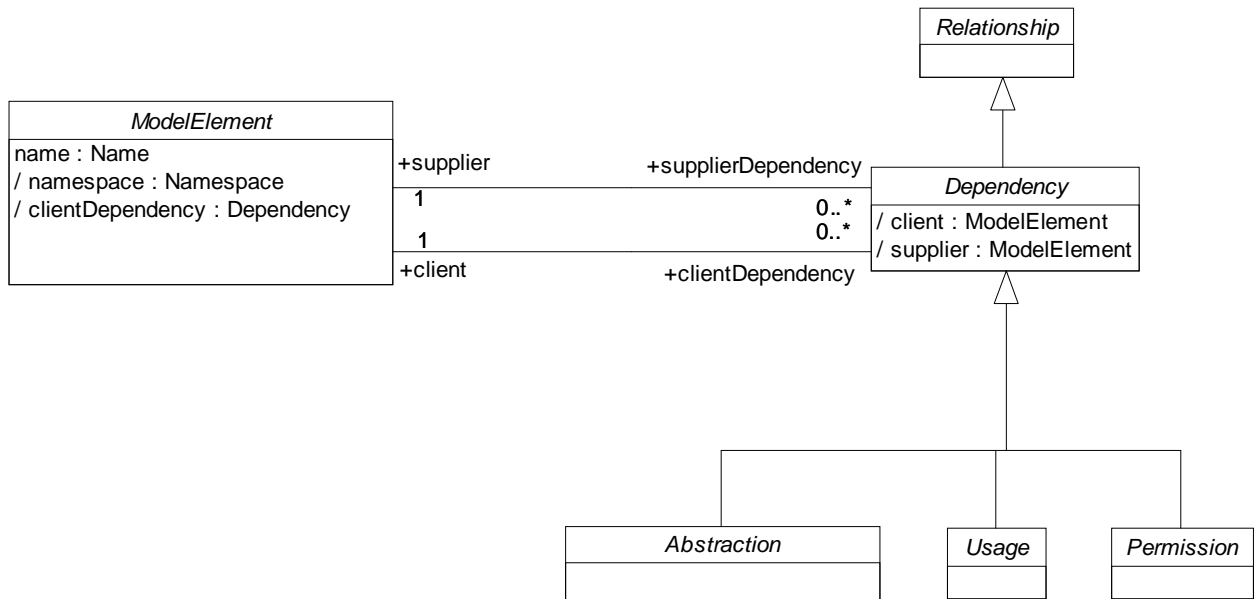 Relationship
ModelElement
name : Name
/ namespace : Namespace
/ clientDependency : Dependency
+supplier
+supplierDependency
1
0..*
Dependency
/ client : ModelElement
/ supplier : ModelElement
1
0..*
+client
+clientDependency
Abstraction
Usage
Permission